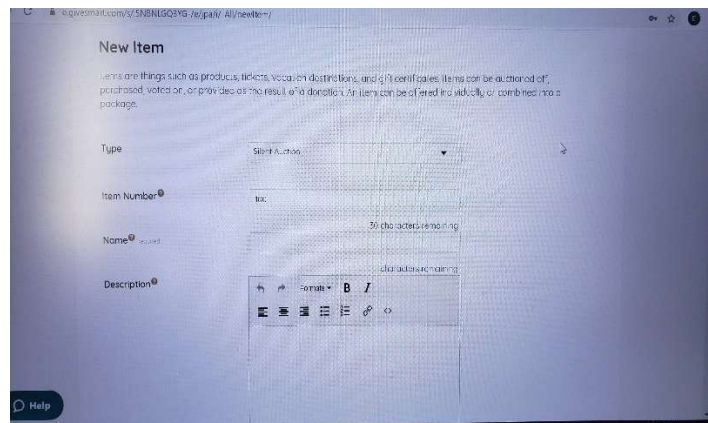 e.givesmart.com/s/
New Item
Items are things such as products, tickets, vacation destinations, and gift certificates. Items can be auctioned off,
purchased, voted on, or provided as the result of a donation. An item can be offered individually or combined into a
package.
Type
Silent Auction
Item Number
30 characters remaining
Name required
characters remaining
Description
Formats B I
Help